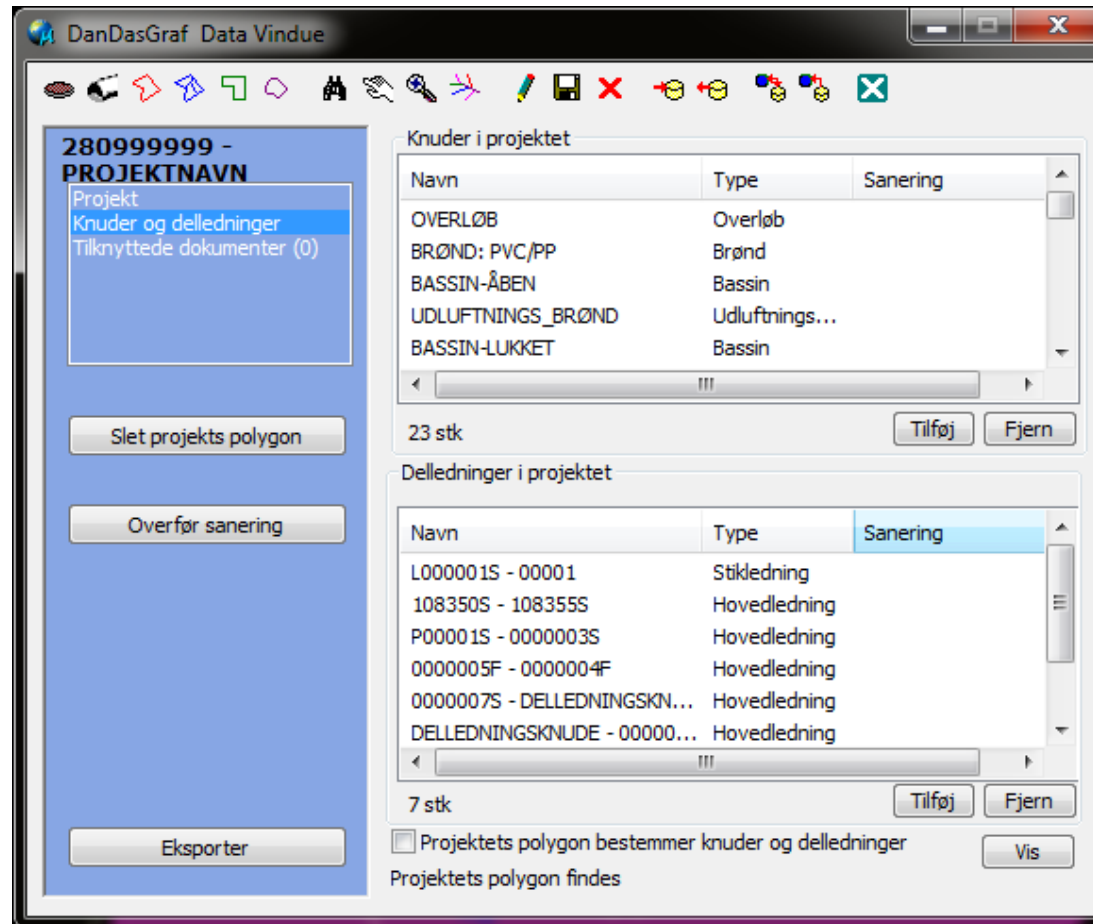 DanDasGraf Data Vindue
280999999 -
PROJEKTNAVN
Projekt
Knuder og delledninger
Tilknyttede dokumenter (0)
Slet projekts polygon
Overfør sanering
Eksporter
Knuder i projektet
Navn Type Sanering
OVERLØB Overløb
BRØND: PVC/PP Brønd
BASSIN-ÅBEN Bassin
UDLUFTNINGS_BRØND Udluftnings...
BASSIN-LUKKET Bassin
23 stk Tilføj Fjern
Delledninger i projektet
Navn Type Sanering
L000001S - 00001 Stikledning
108350S - 108355S Hovedledning
P00001S - 0000003S Hovedledning
0000005F - 0000004F Hovedledning
0000007S - DELLEDNINGSKN... Hovedledning
DELLEDNINGSKNUDE - 00000... Hovedledning
7 stk Tilføj Fjern
Projektets polygon bestemmer knuder og delledninger Vis
Projektets polygon findes